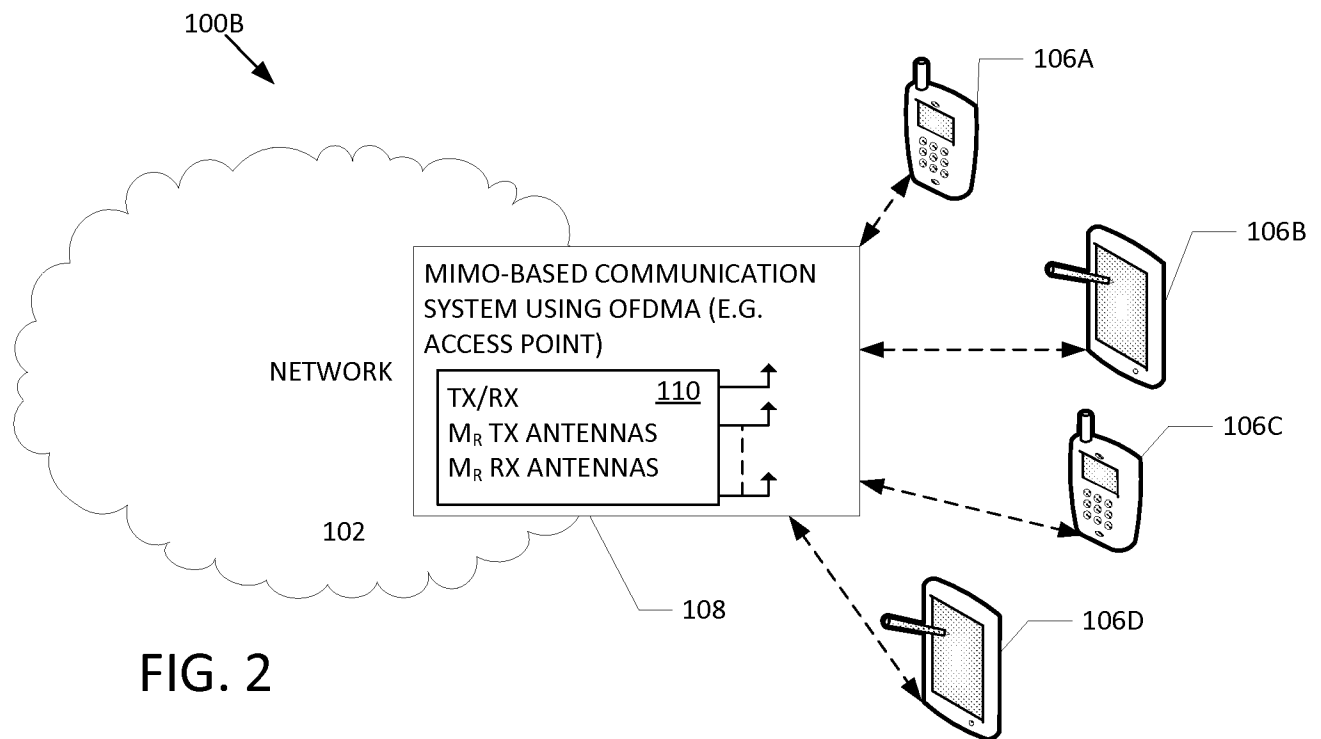 100B
106A
106B
MIMO-BASED COMMUNICATION
SYSTEM USING OFDMA (E.G.
ACCESS POINT)
NETWORK
TX/RX 110
MR TX ANTENNAS
MR RX ANTENNAS
106C
102
108
106D
FIG. 2